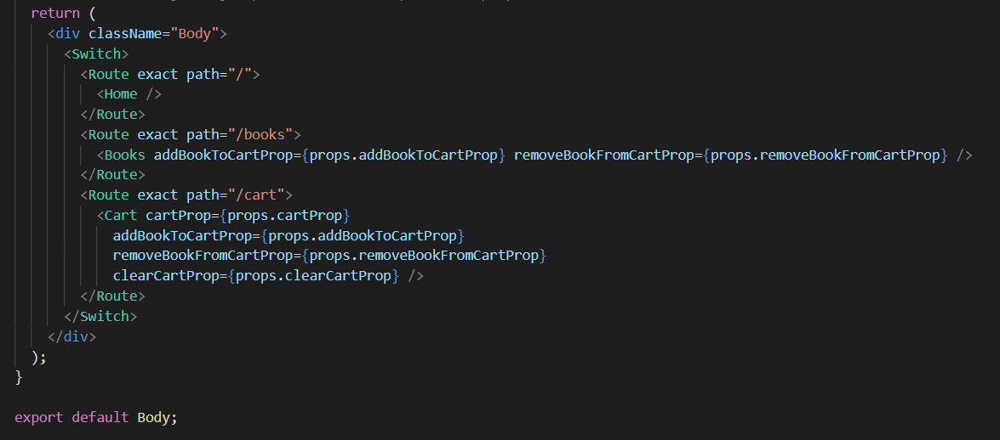 return (
<div className="Body">
<Switch>
<Route exact path="/">
<Home />
</Route>
<Route exact path="/books">
<Books addBookToCartProp={props.addBookToCartProp} removeBookFromCartProp={props.removeBookFromCartProp} />
</Route>
<Route exact path="/cart">
<Cart cartProp={props.cartProp}
addBookToCartProp={props.addBookToCartProp}
removeBookFromCartProp={props.removeBookFromCartProp}
clearCartProp={props.clearCartProp} />
</Route>
</Switch>
</div>
);
}
export default Body;